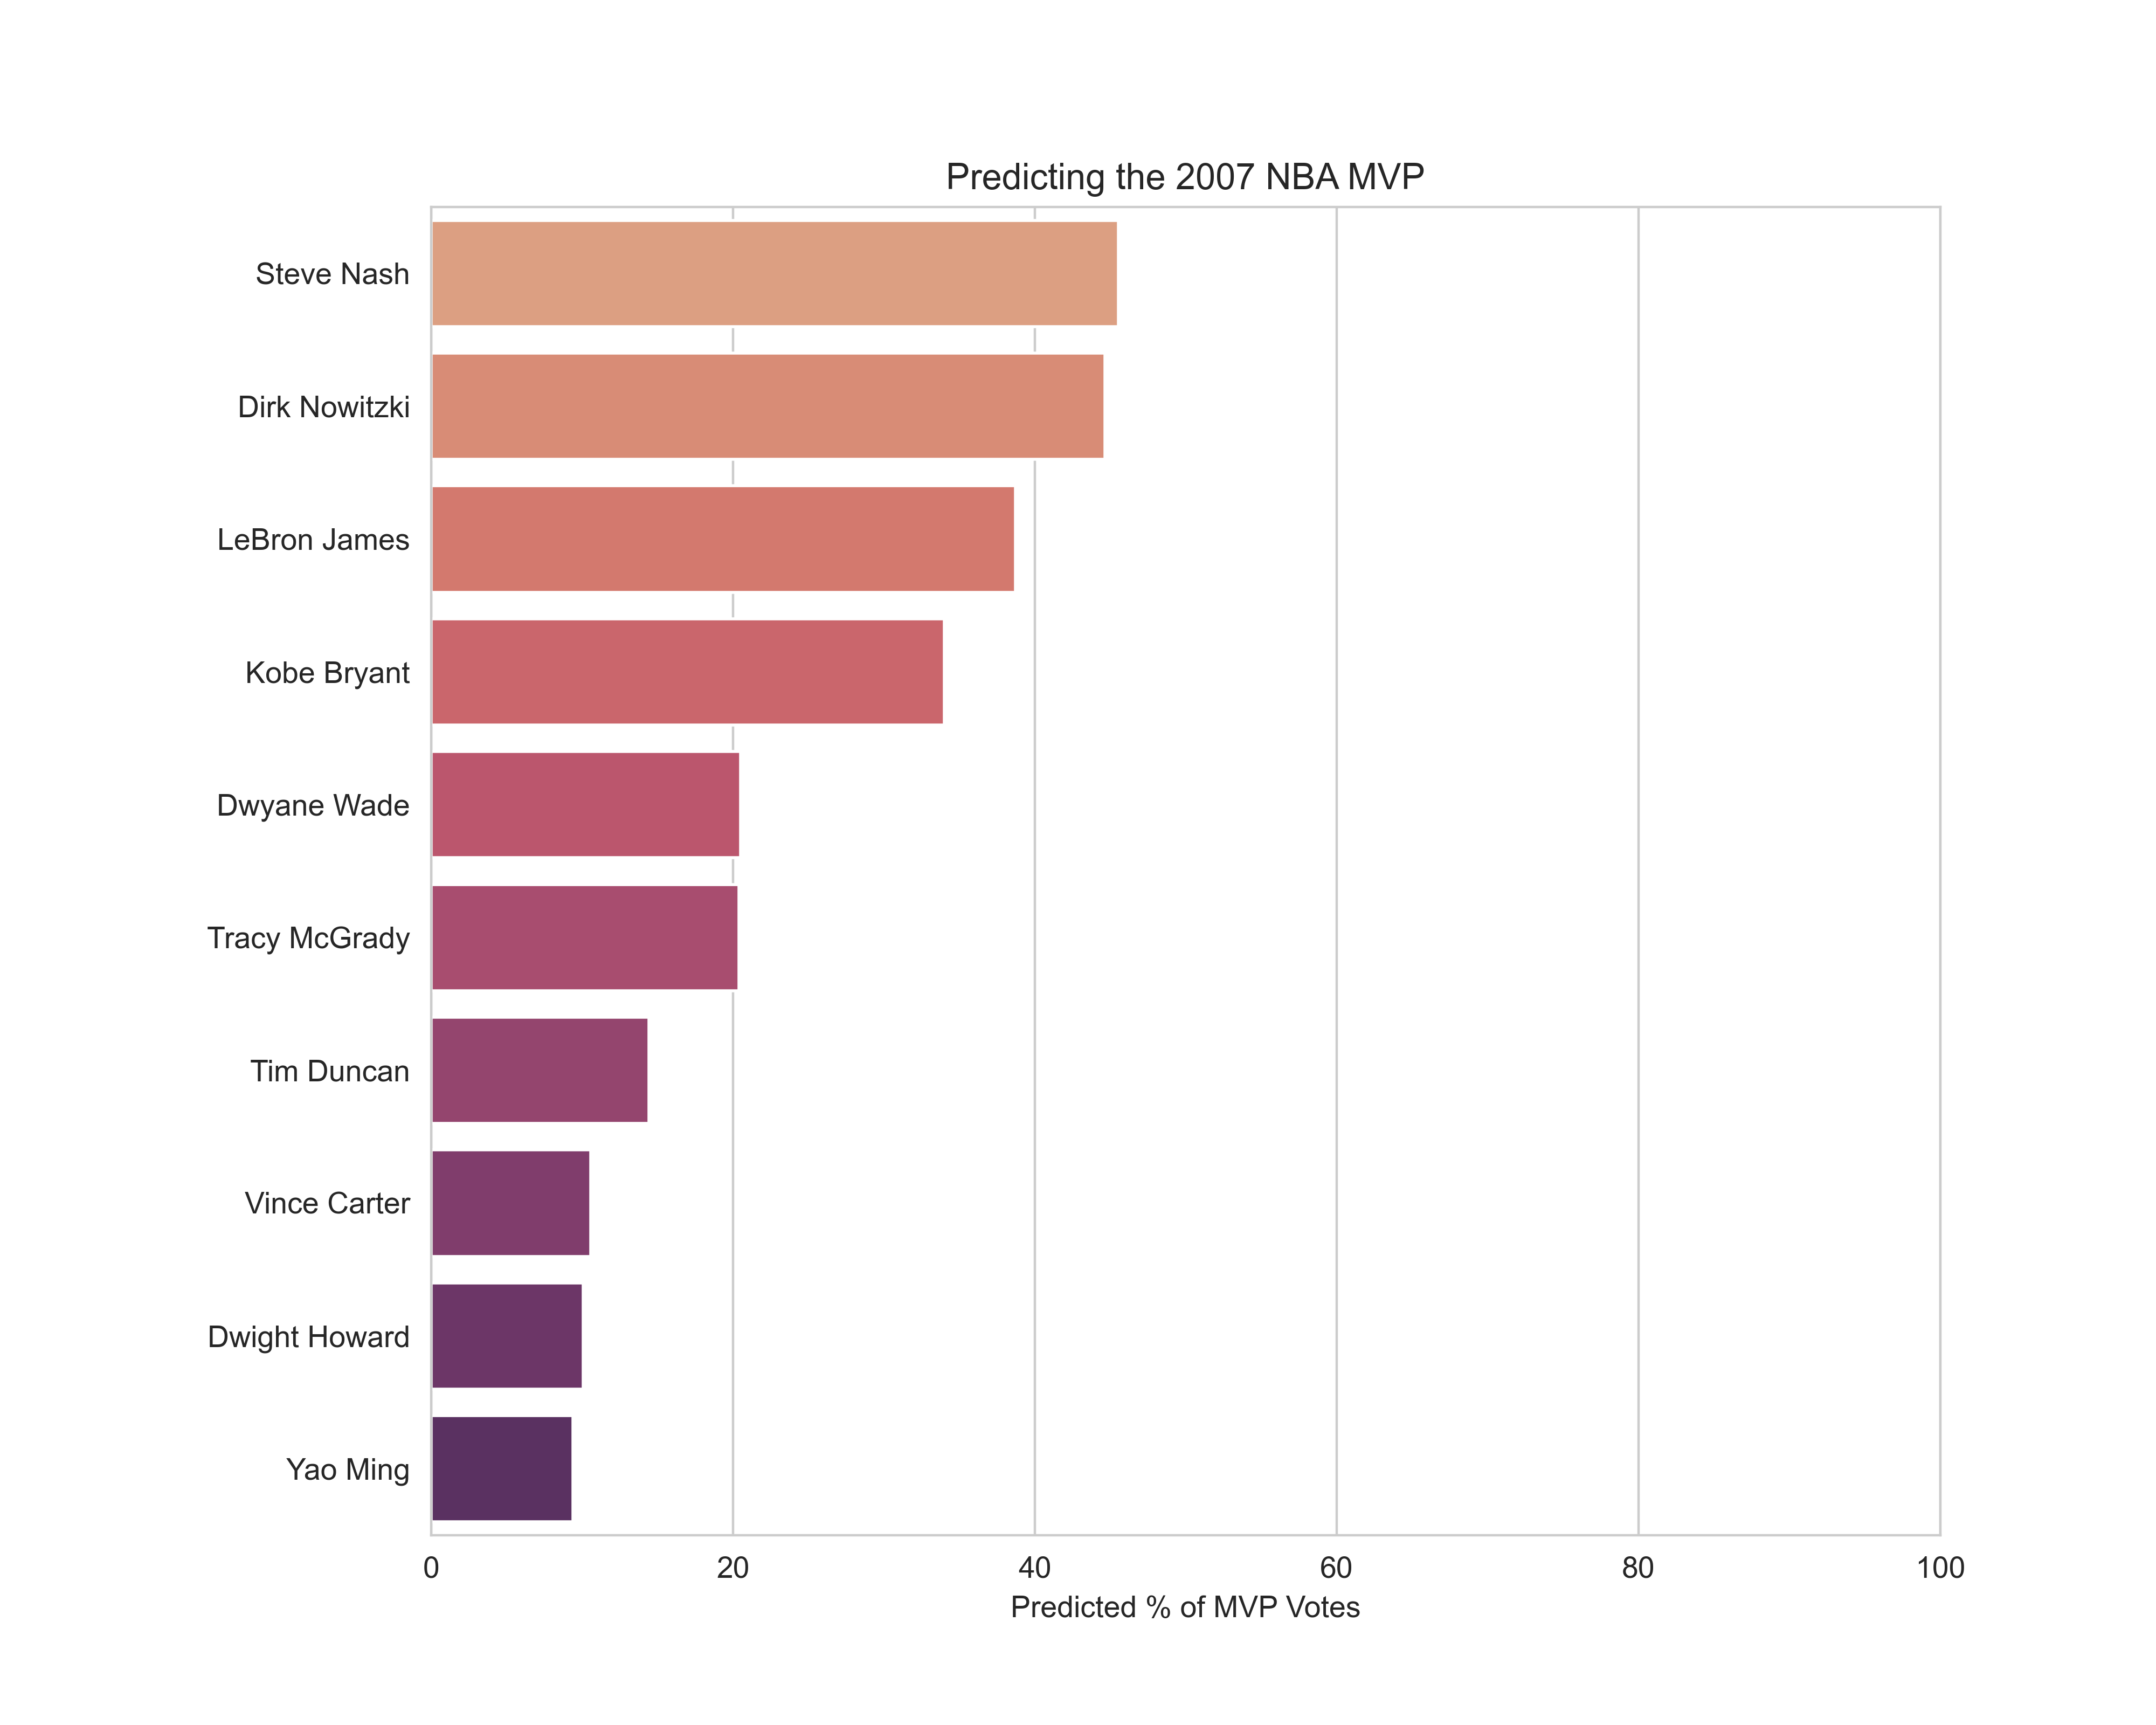 Predicting the 2007 NBA MVP
Steve Nash
Dirk Nowitzki
LeBron James
Kobe Bryant
Dwyane Wade
Tracy McGrady
Tim Duncan
Vince Carter
Dwight Howard
Yao Ming
0 20 40 60 80 100
Predicted % of MVP Votes